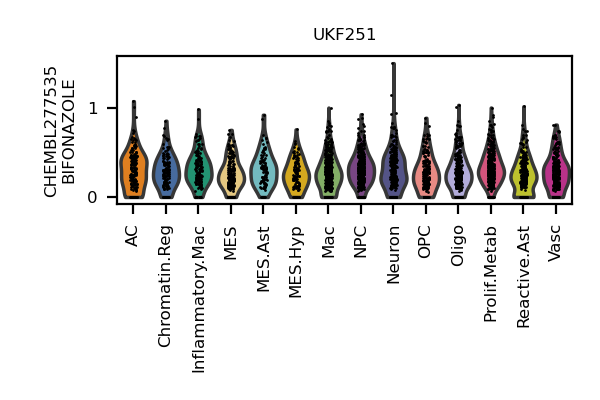 UKF251
CHEMBL277535
BIFONAZOLE
1
0
AC
Chromatin.Reg
Inflammatory.Mac
MES
MES.Ast
MES.Hyp
Mac
NPC
Neuron
OPC
Oligo
Prolif.Metab
Reactive.Ast
Vasc